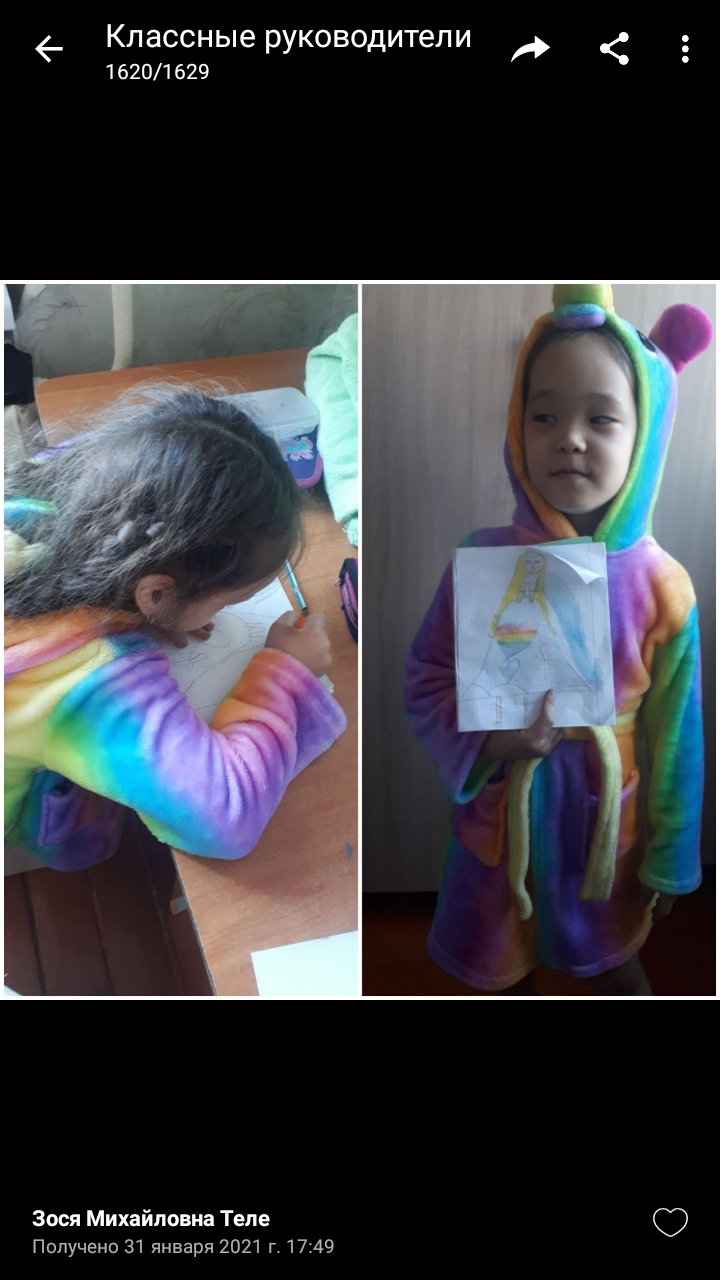 Классные руководители
1620/1629
Зося Михайловна Теле
Получено 31 января 2021 г. 17:49